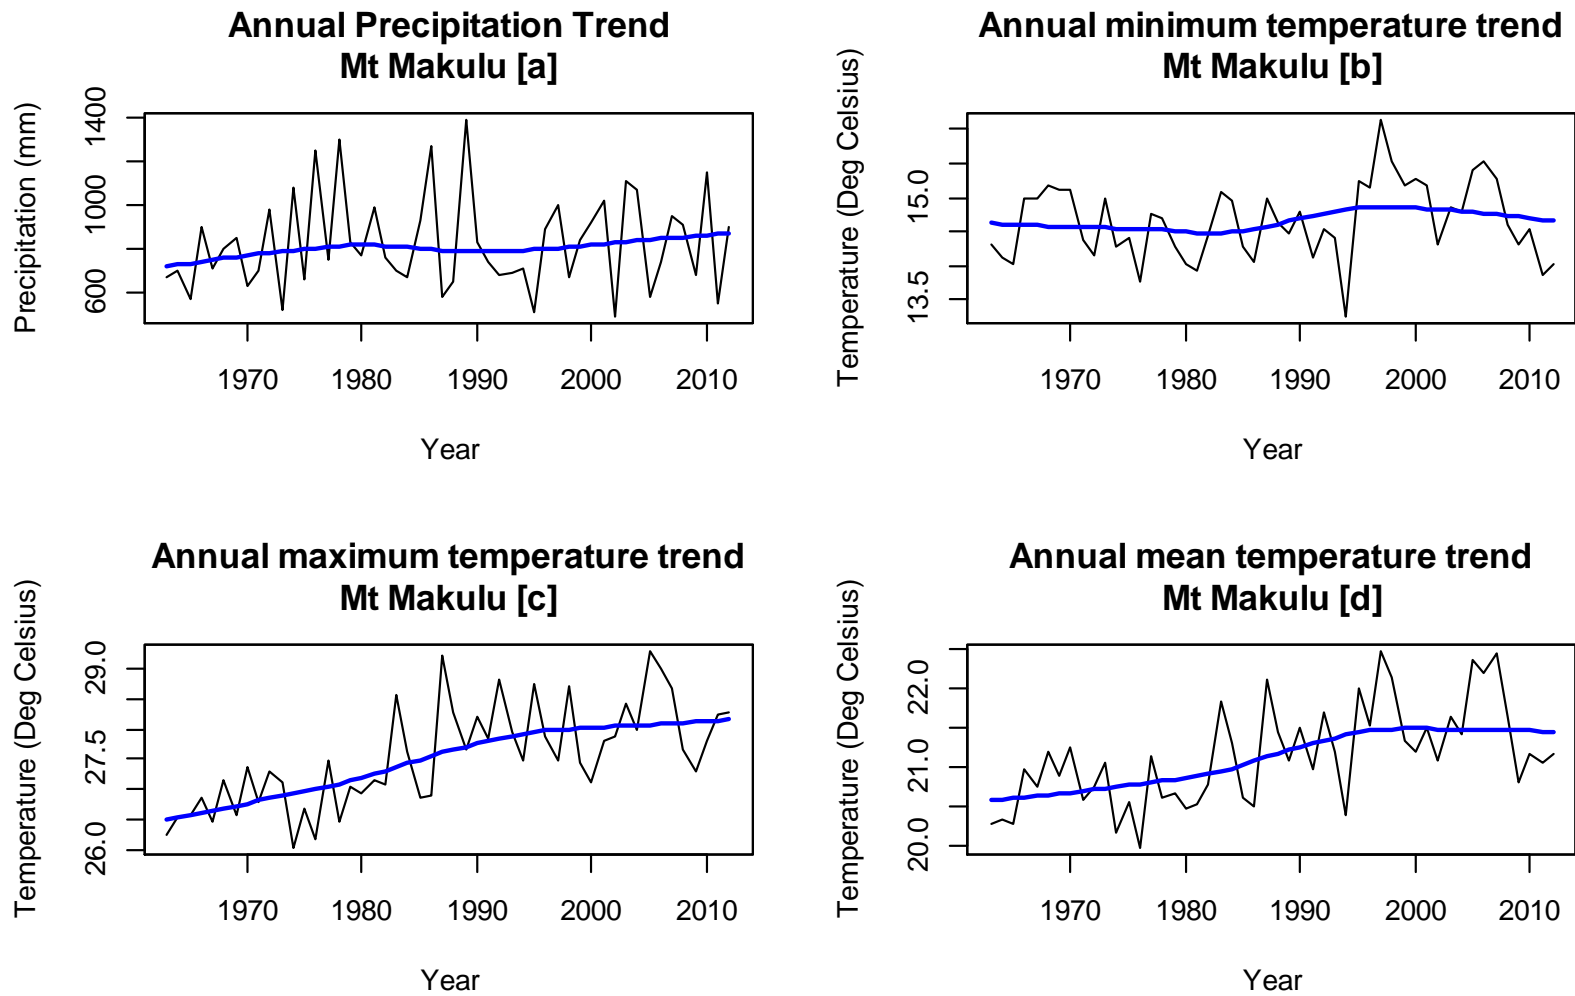 Annual Precipitation Trend
Mt Makulu [a]
Precipitation (mm)
1400
1000
600
1970 1980 1990 2000 2010
Year
Annual minimum temperature trend
Mt Makulu [b]
Temperature (Deg Celsius)
15.0
13.5
1970 1980 1990 2000 2010
Year
Annual maximum temperature trend
Mt Makulu [c]
Temperature (Deg Celsius)
29.0
27.5
26.0
1970 1980 1990 2000 2010
Year
Annual mean temperature trend
Mt Makulu [d]
Temperature (Deg Celsius)
22.0
21.0
20.0
1970 1980 1990 2000 2010
Year